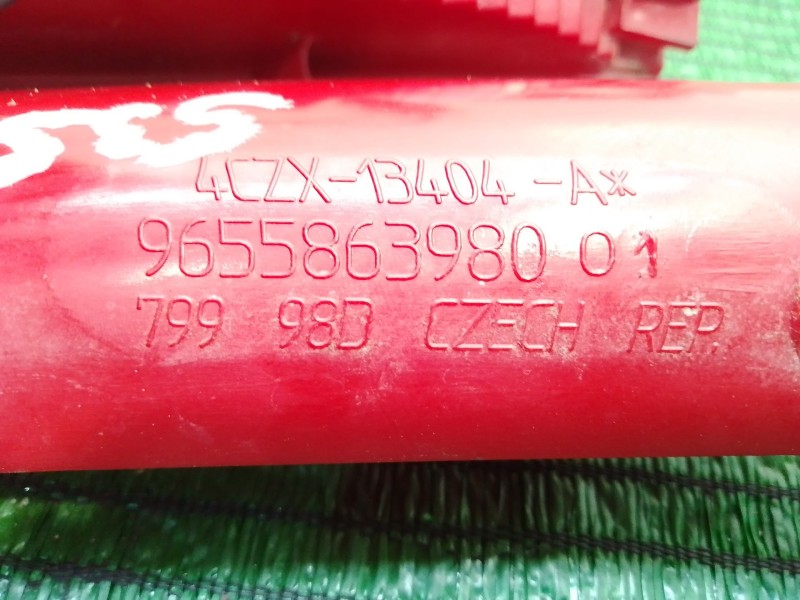 4CZX-13404-A*
9655863980 01
799 98D CZECH REP.